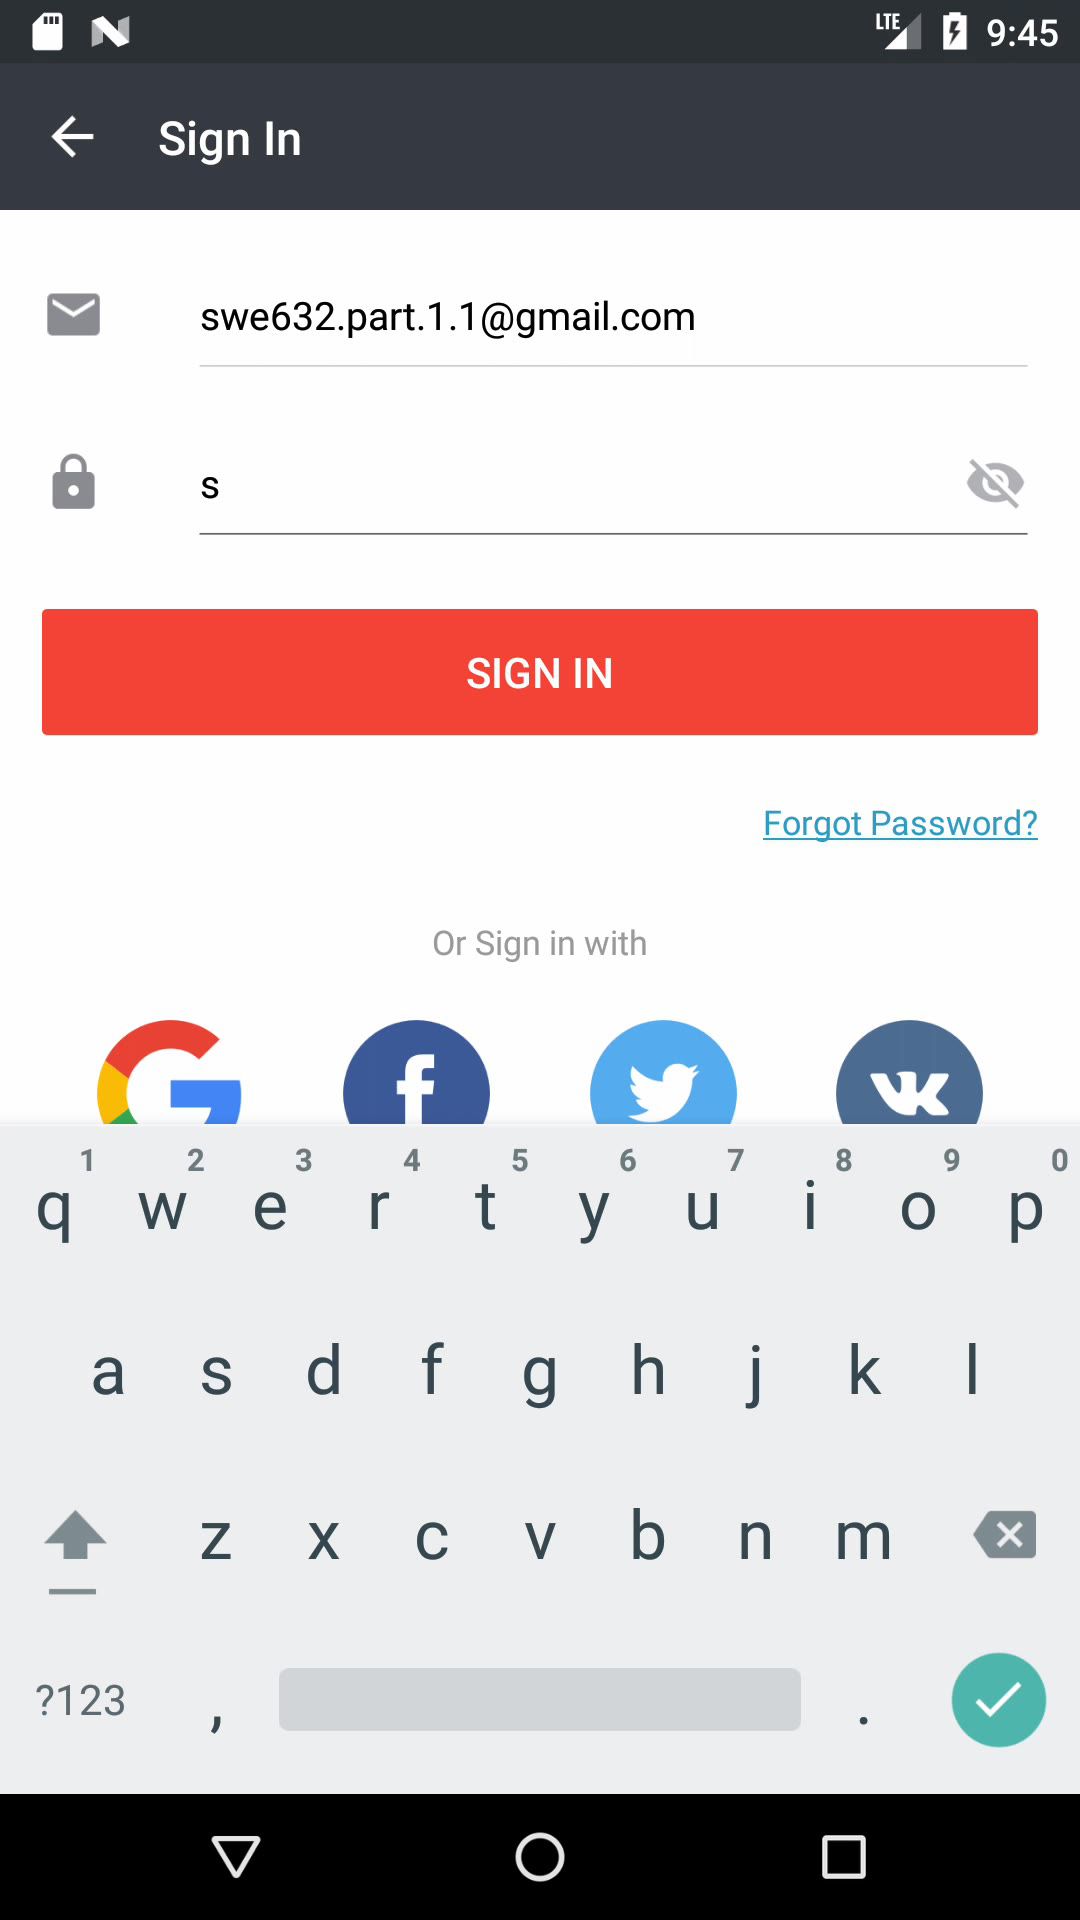 LTE 9:45
Sign In
swe632.part.1.1@gmail.com
s
SIGN IN
Forgot Password?
Or Sign in with
1 2 3 4 5 6 7 8 9 0
q w e r t y u i o p
a s d f g h j k l
z x c v b n m
?123 , .